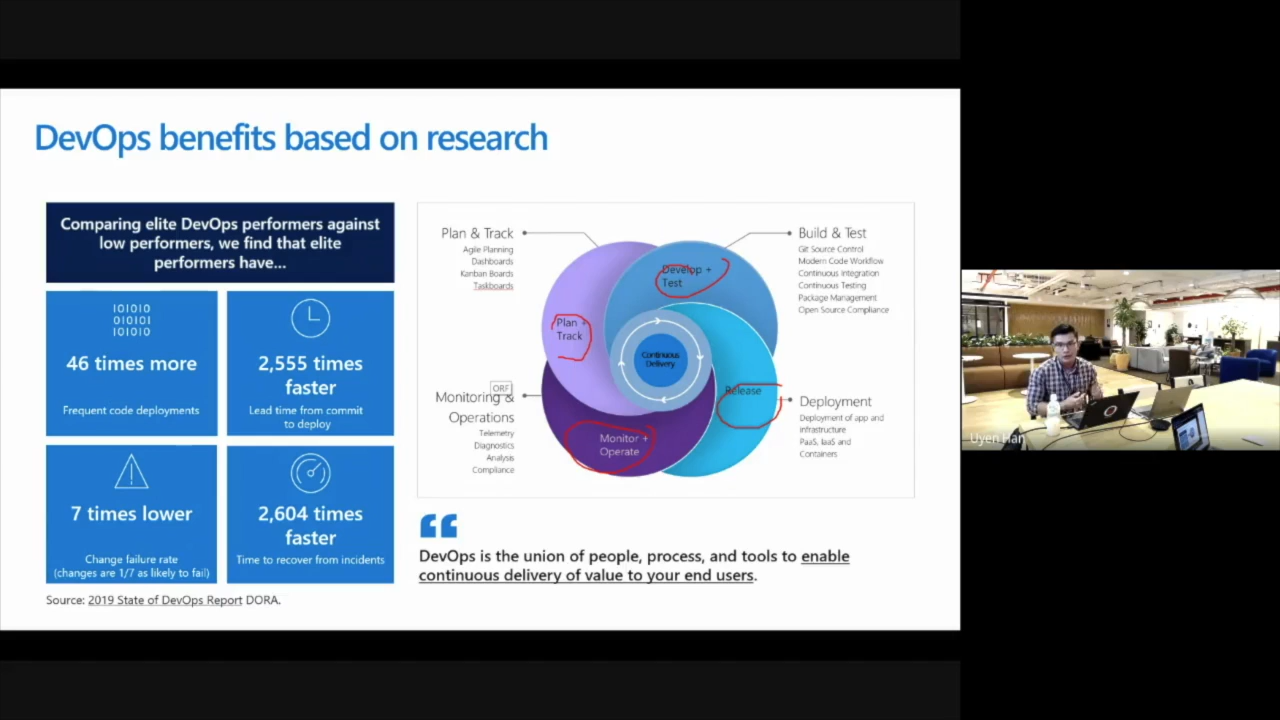 DevOps benefits based on research
Comparing elite DevOps performers against
low performers, we find that elite
performers have...
101010
010101
101010
46 times more
Frequent code deployments
2,555 times
faster
Lead time from commit
to deploy
7 times lower
Change failure rate
(changes are 1/7 as likely to fail)
2,604 times
faster
Time to recover from incidents
Source: 2019 State of DevOps Report DORA.
Plan & Track
Agile Planning
Dashboards
Kanban Boards
Taskboards
Build & Test
Git Source Control
Modern Code Workflow
Continuous Integration
Continuous Testing
Package Management
Open Source Compliance
Develop +
Test
Plan +
Track
Continuous
Delivery
Release
Monitor +
Operate
ORF
Monitoring &
Operations
Telemetry
Diagnostics
Analysis
Compliance
Deployment
Deployment of app and
infrastructure
PaaS, IaaS and
Containers
DevOps is the union of people, process, and tools to enable
continuous delivery of value to your end users.
Uyen Han